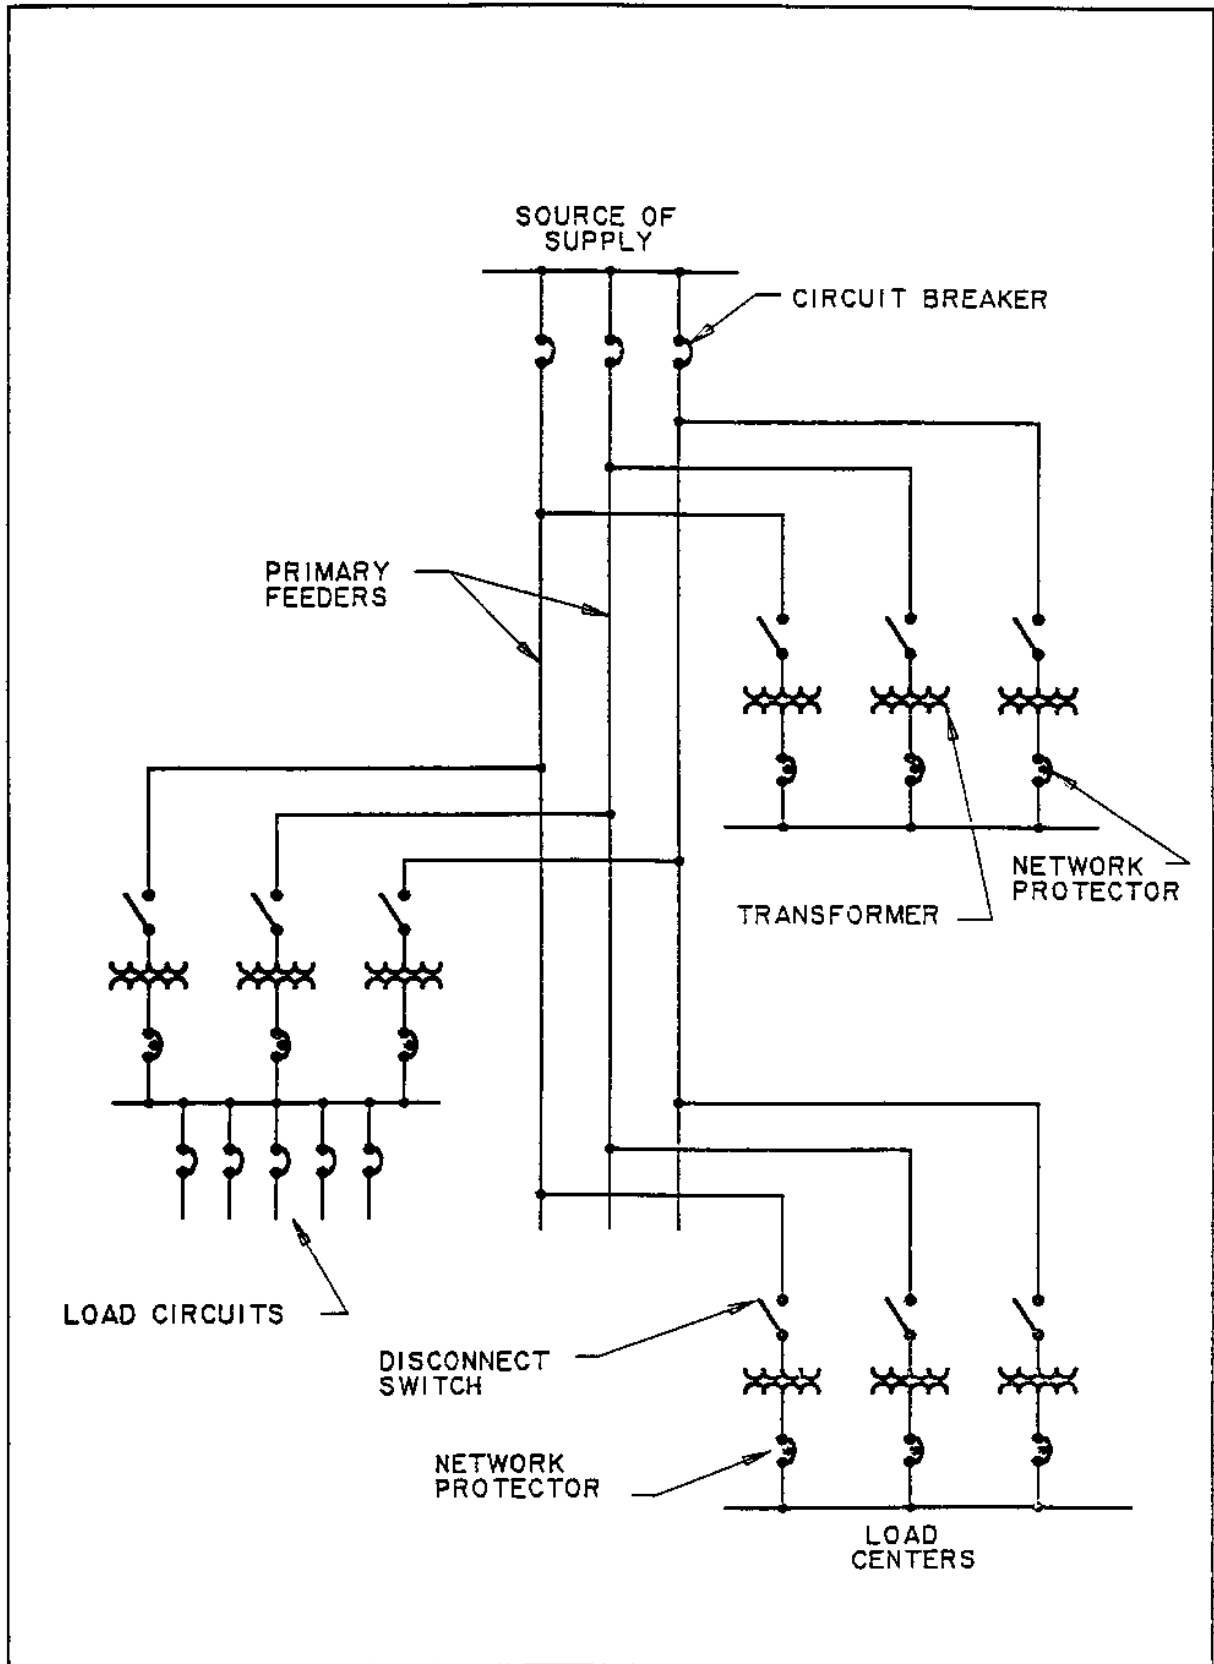 SOURCE OF
SUPPLY
CIRCUIT BREAKER
PRIMARY
FEEDERS
NETWORK
PROTECTOR
TRANSFORMER
LOAD CIRCUITS
DISCONNECT
SWITCH
NETWORK
PROTECTOR
LOAD
CENTERS